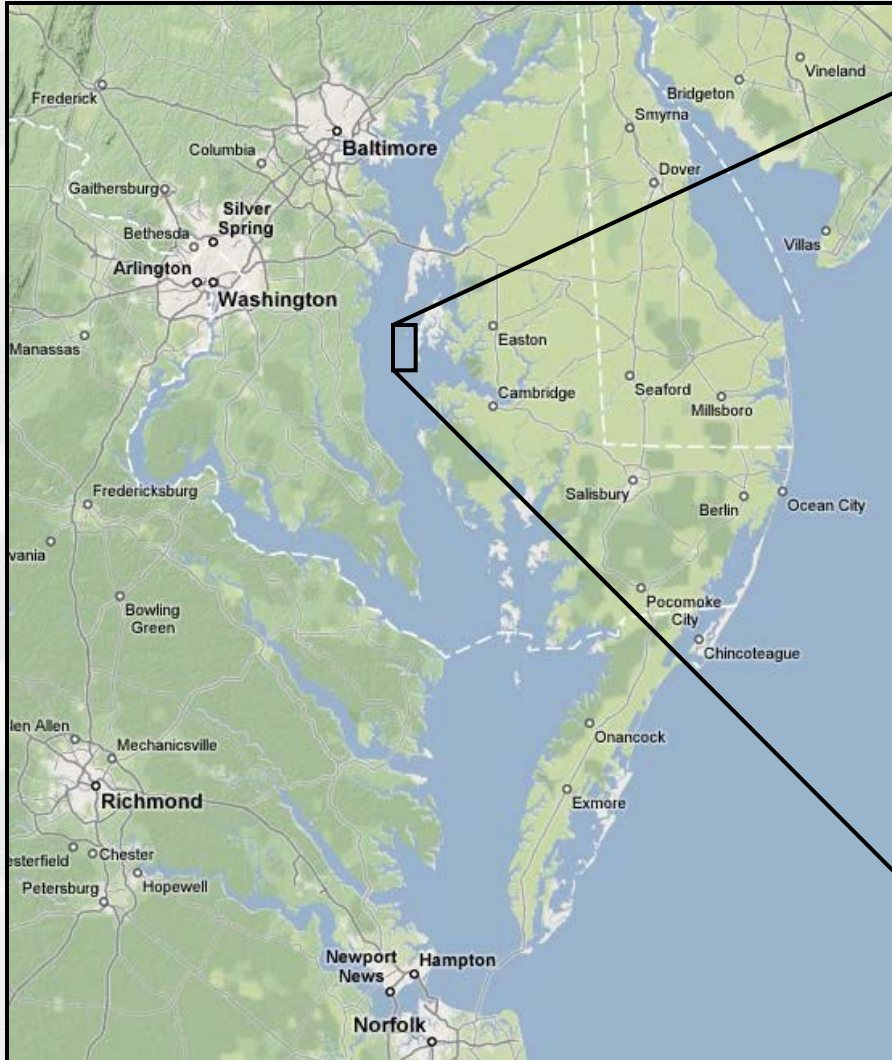 Vineland
Bridgeton
Frederick
Smyrna
Baltimore
Columbia
Dover
Gaithersburg
Silver
Spring
Bethesda
Villas
Arlington
Washington
Easton
Manassas
Seaford
Cambridge
Millsboro
Salisbury
Fredericksburg
Berlin
Ocean City
vania
Pocomoke
City
Bowling
Green
Chincoteague
Onancock
len Allen
Mechanicsville
Exmore
Richmond
esterfield
Chester
Hopewell
Petersburg
Newport
News
Hampton
Norfolk